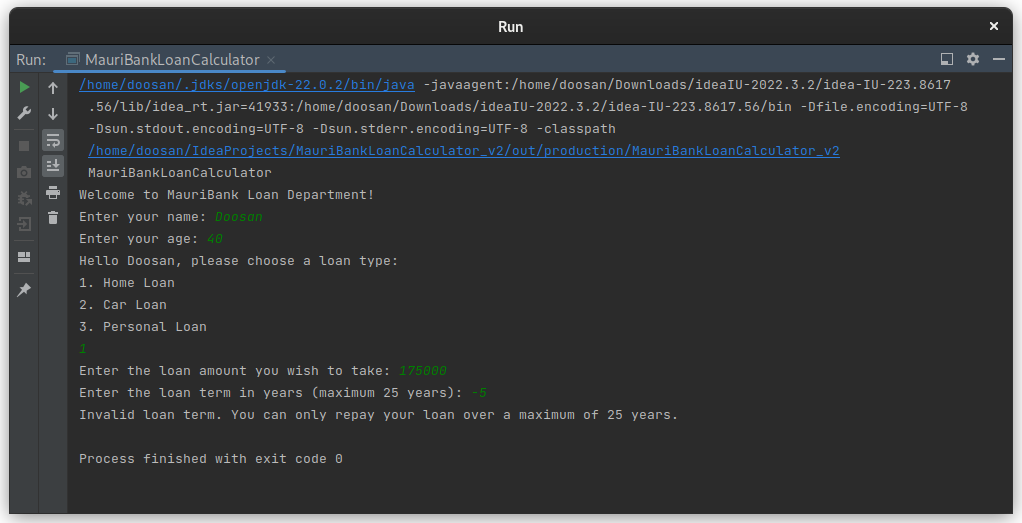 Run
Run: MauriBankLoanCalculator
/home/doosan/.jdks/openjdk-22.0.2/bin/java -javaagent:/home/doosan/Downloads/ideaIU-2022.3.2/idea-IU-223.8617
.56/lib/idea_rt.jar=41933:/home/doosan/Downloads/ideaIU-2022.3.2/idea-IU-223.8617.56/bin -Dfile.encoding=UTF-8
-Dsun.stdout.encoding=UTF-8 -Dsun.stderr.encoding=UTF-8 -classpath
/home/doosan/IdeaProjects/MauriBankLoanCalculator_v2/out/production/MauriBankLoanCalculator_v2
MauriBankLoanCalculator
Welcome to MauriBank Loan Department!
Enter your name: Doosan
Enter your age: 40
Hello Doosan, please choose a loan type:
1. Home Loan
2. Car Loan
3. Personal Loan
1
Enter the loan amount you wish to take: 175000
Enter the loan term in years (maximum 25 years): -5
Invalid loan term. You can only repay your loan over a maximum of 25 years.
Process finished with exit code 0